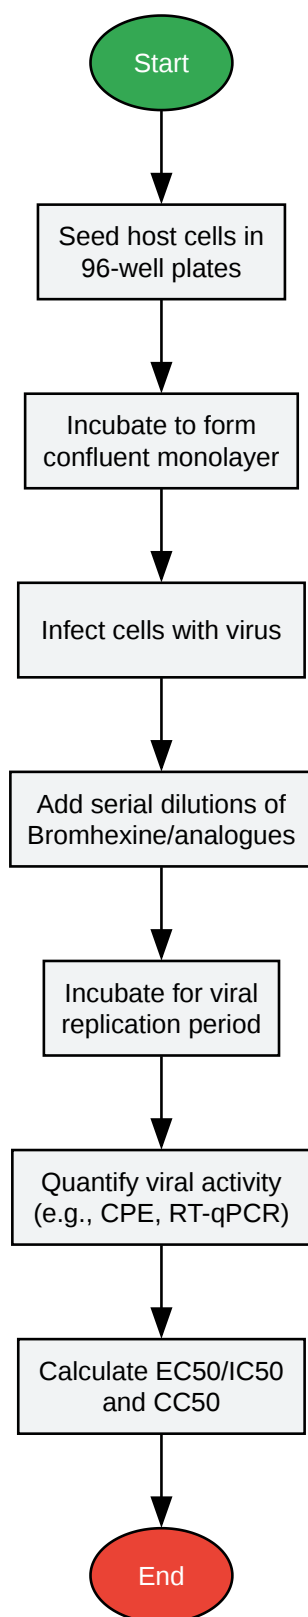 Start
Seed host cells in
96-well plates
Incubate to form
confluent monolayer
Infect cells with virus
Add serial dilutions of
Bromhexine/analogues
Incubate for viral
replication period
Quantify viral activity
(e.g., CPE, RT-qPCR)
Calculate EC50/IC50
and CC50
End